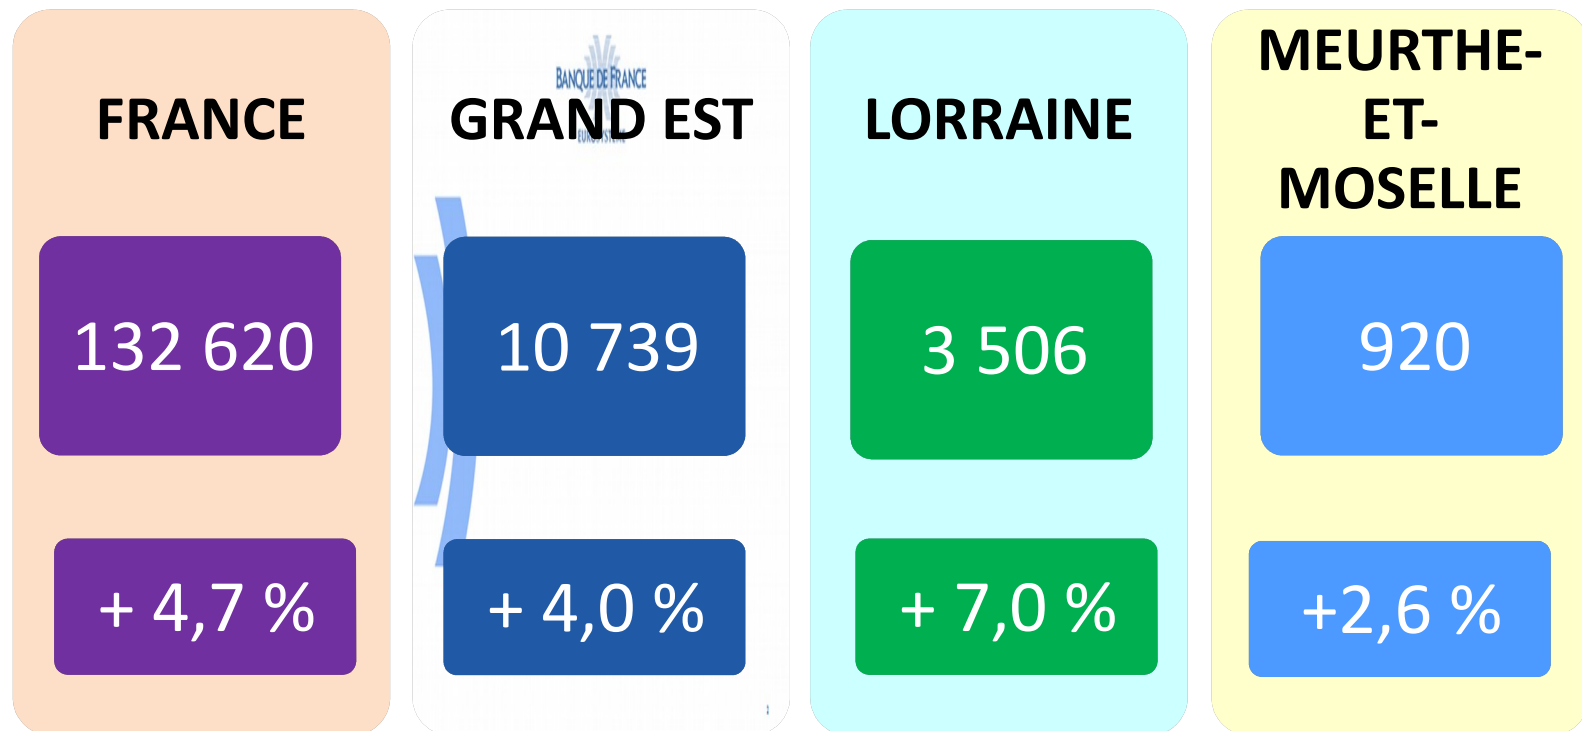 FRANCE
132 620
+ 4,7 %
BANQUE DE FRANCE
EUROSYSTÈME
GRAND EST
10 739
+ 4,0 %
LORRAINE
3 506
+ 7,0 %
MEURTHE-
ET-
MOSELLE
920
+2,6 %